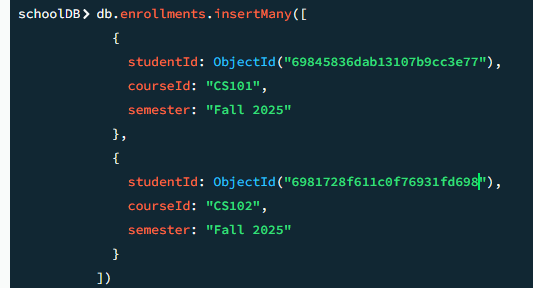 schoolDB> db.enrollments.insertMany([
{
studentId: ObjectId("69845836dab13107b9cc3e77"),
courseId: "CS101",
semester: "Fall 2025"
},
{
studentId: ObjectId("6981728f611c0f76931fd698"),
courseId: "CS102",
semester: "Fall 2025"
}
])